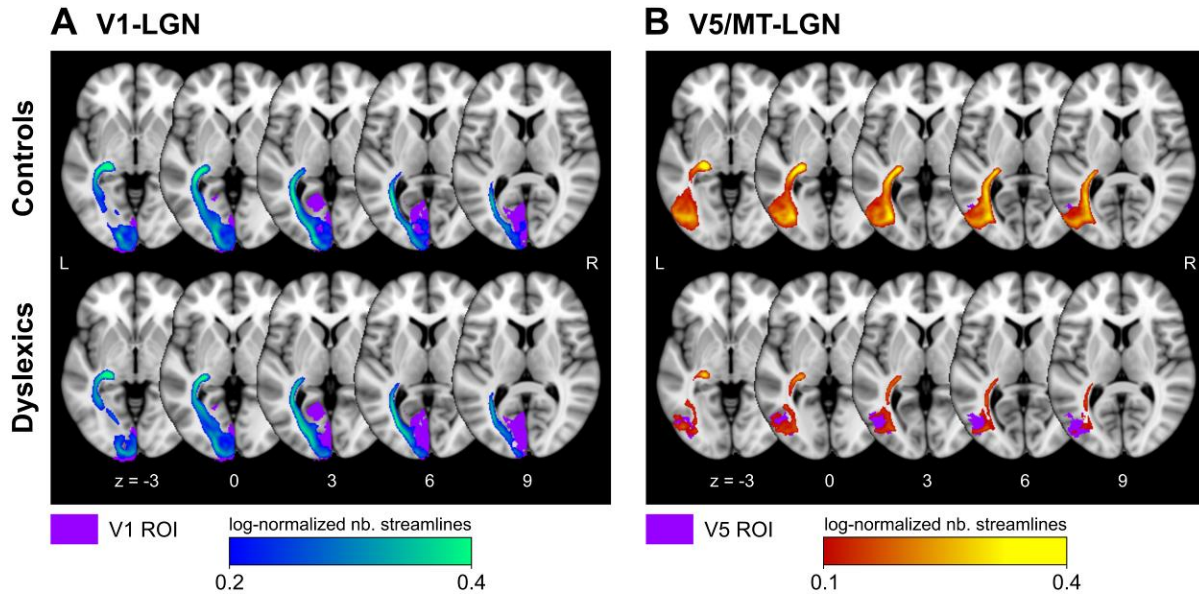 A V1-LGN
B V5/MT-LGN
Controls
L
R
L
R
Dyslexics
z = -3 0 3 6 9
z = -3 0 3 6 9
V1 ROI
log-normalized nb. streamlines
0.2 0.4
V5 ROI
log-normalized nb. streamlines
0.1 0.4